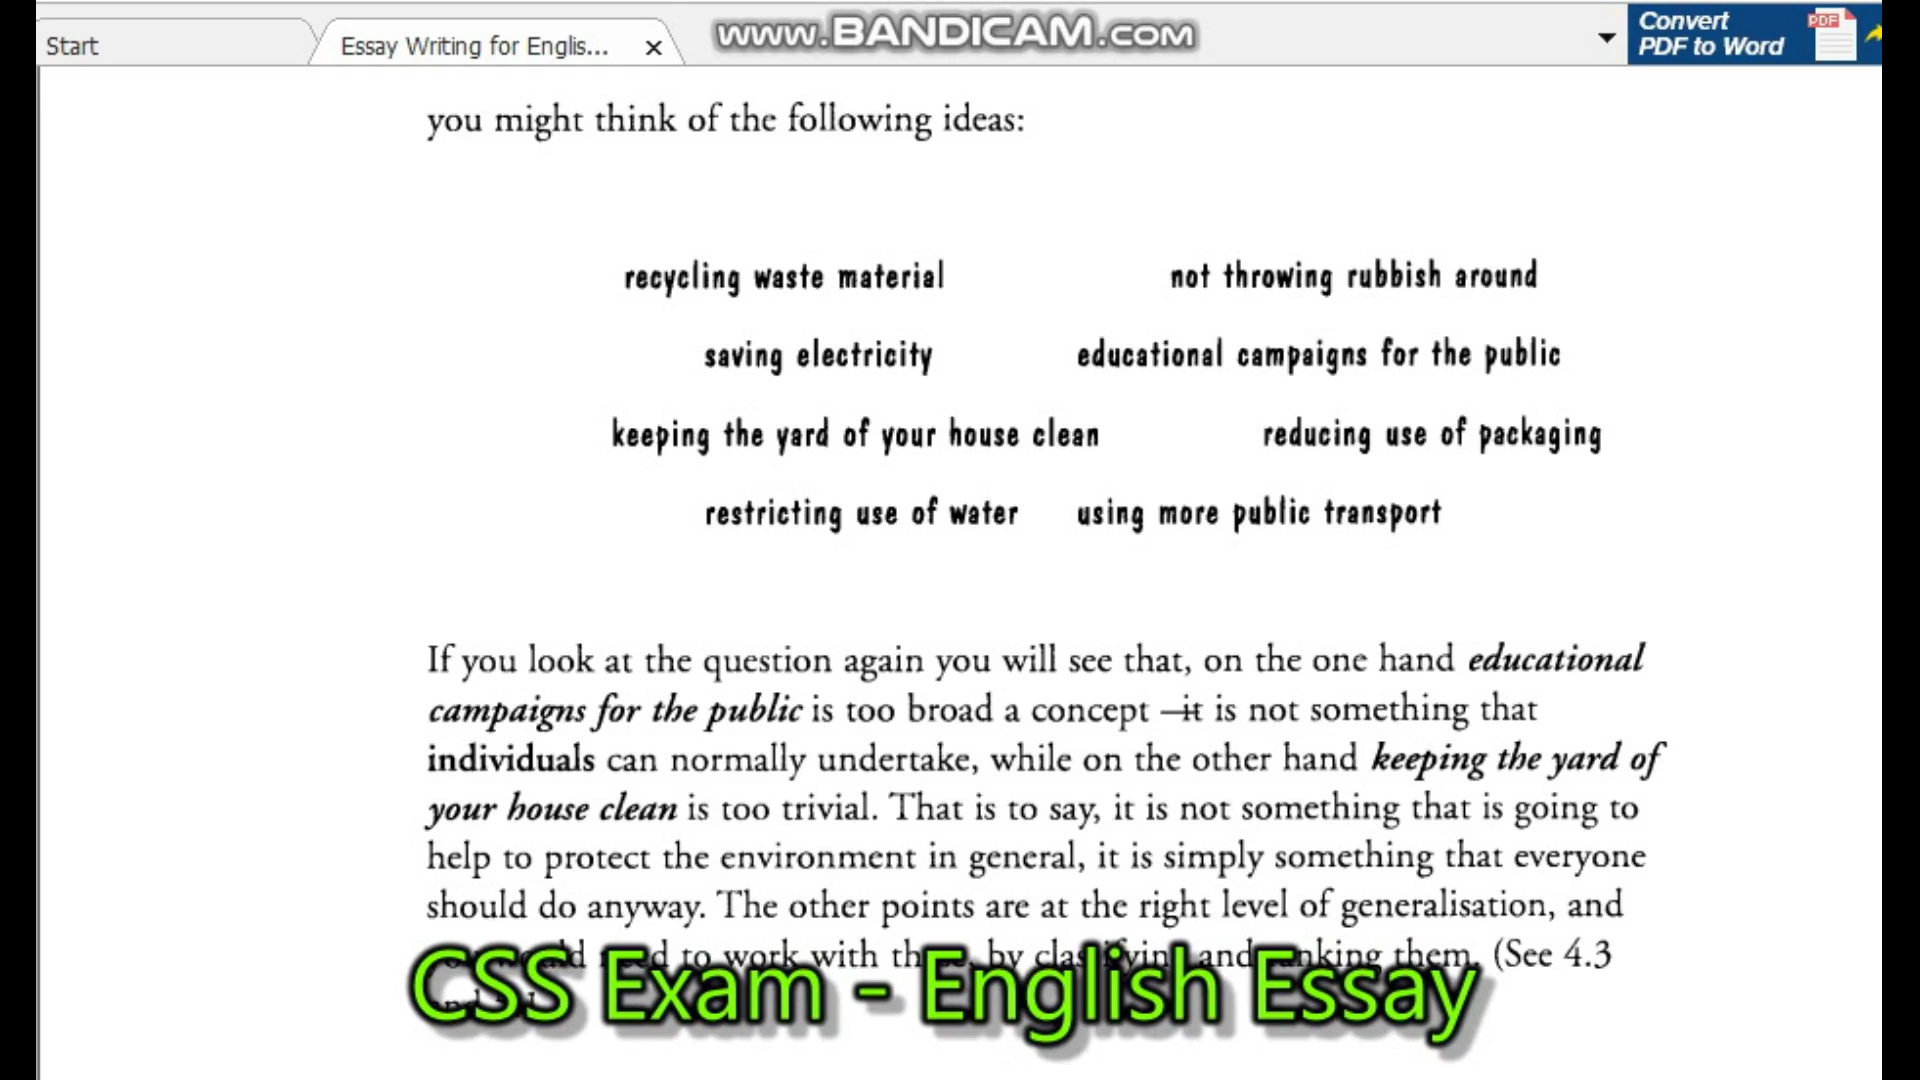 www.BANDICAM.com
Convert
PDF to Word
PDF
Start
Essay Writing for Englis...
you might think of the following ideas:
recycling waste material not throwing rubbish around
saving electricity educational campaigns for the public
keeping the yard of your house clean reducing use of packaging
restricting use of water using more public transport
If you look at the question again you will see that, on the one hand educational
campaigns for the public is too broad a concept —it is not something that
individuals can normally undertake, while on the other hand keeping the yard of
your house clean is too trivial. That is to say, it is not something that is going to
help to protect the environment in general, it is simply something that everyone
should do anyway. The other points are at the right level of generalisation, and
to work with by and them. (See 4.3
CSS Exam - English Essay